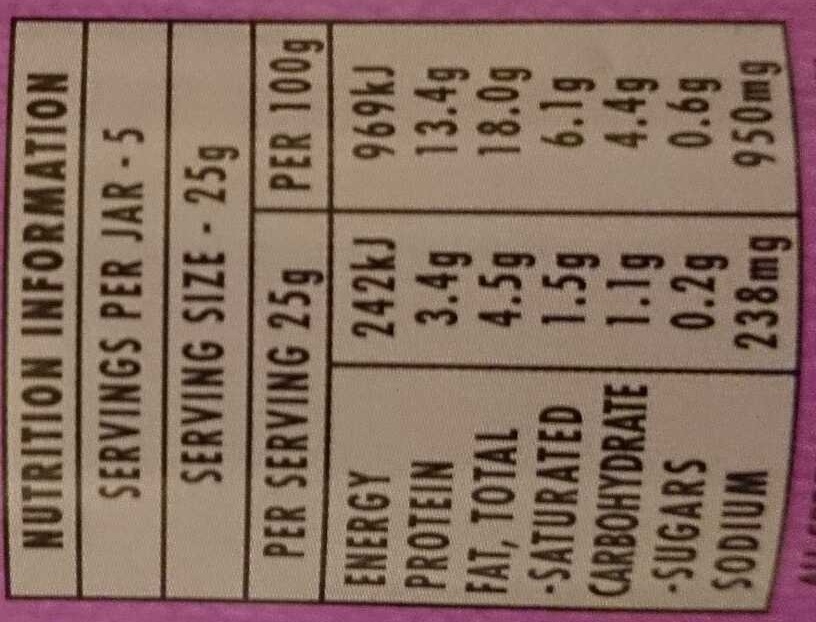 NUTRITION INFORMATION
SERVINGS PER JAR - 5
SERVING SIZE - 25g
PER SERVING 25g PER 100g
ENERGY 242kJ 969kJ
PROTEIN 3.4g 13.4g
FAT, TOTAL 4.5g 18.0g
-SATURATED 1.5g 6.1g
CARBOHYDRATE 1.1g 4.4g
-SUGARS 0.2g 0.6g
SODIUM 238mg 950mg